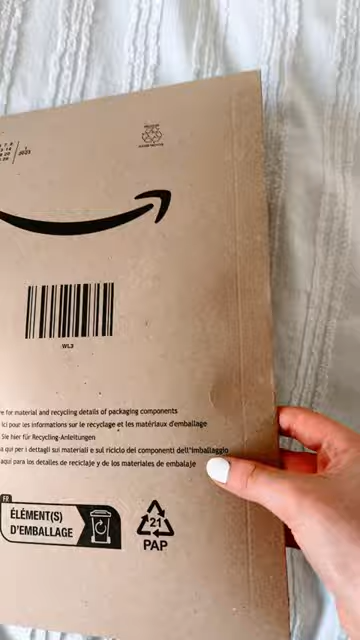 WL3
e for material and recycling details of packaging components
ici pour les informations sur le recyclage et les matériaux d'emballage
Sie hier für Recycling-Anleitungen
a qui per i dettagli sui materiali e sul riciclo dei componenti dell'imballaggio
aquí para los detalles de reciclaje y de los materiales de embalaje
FR
ÉLÉMENT(S)
D'EMBALLAGE
21
PAP